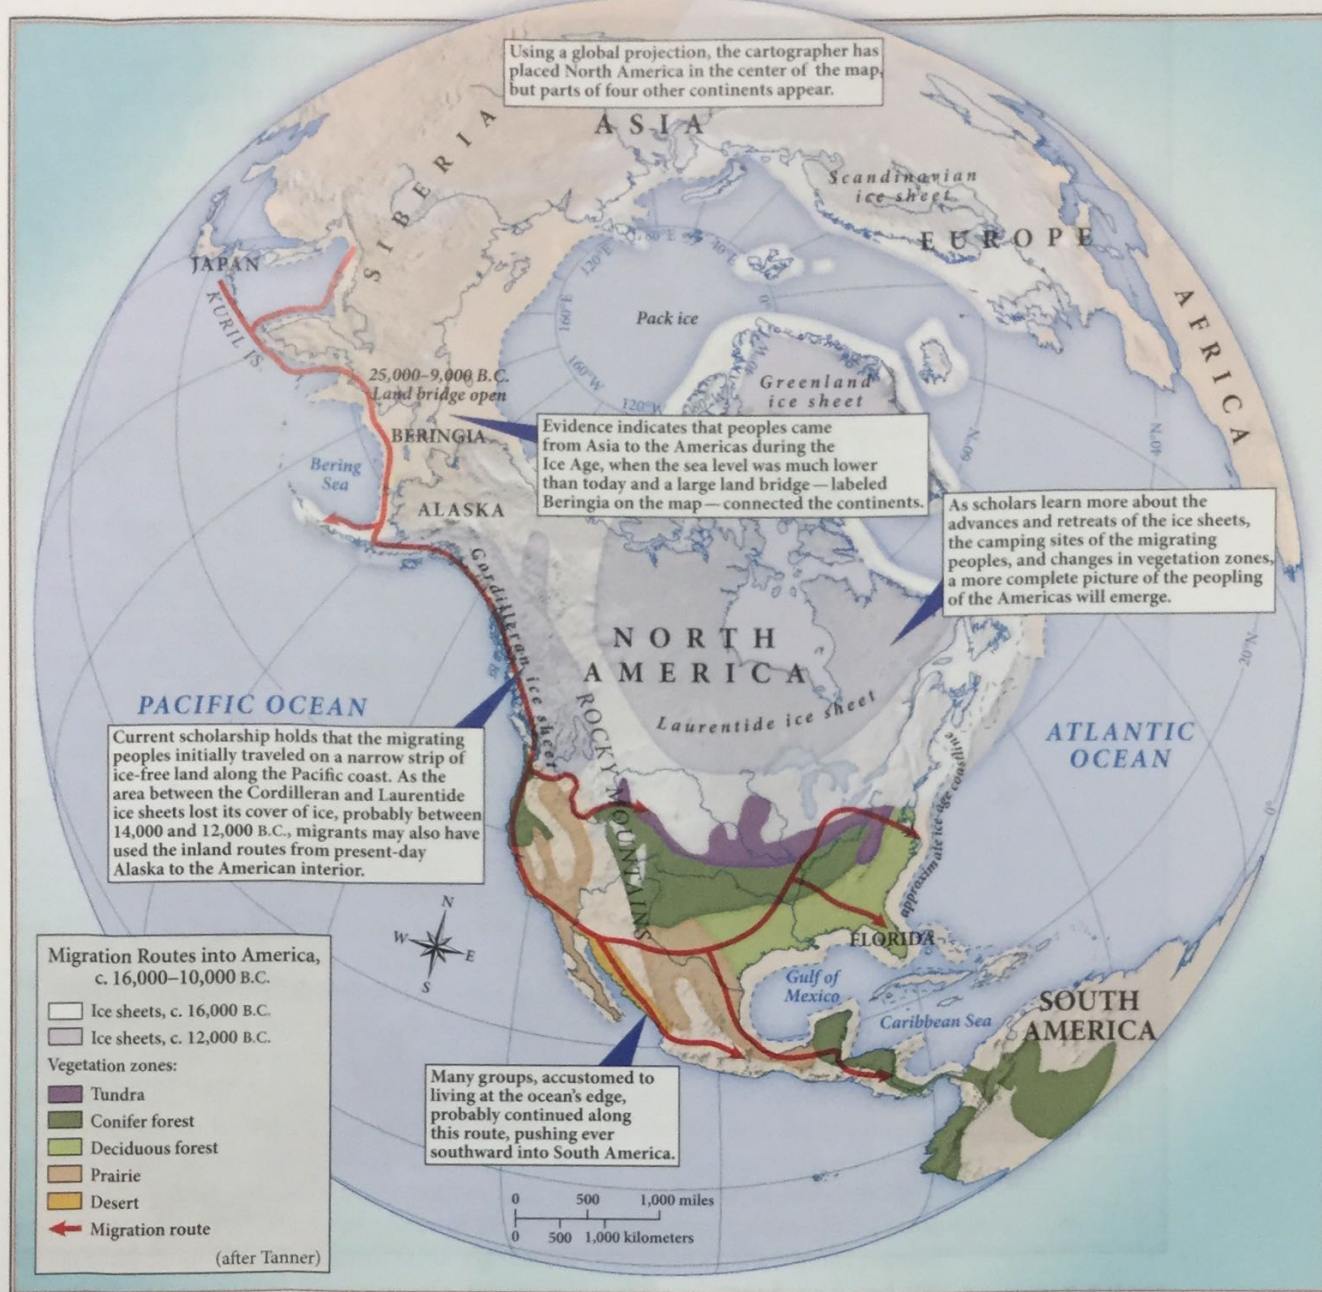 Using a global projection, the cartographer has
placed North America in the center of the map,
but parts of four other continents appear.
ASIA
SIBERIA
Scandinavian
ice sheet
EUROPE
AFRICA
JAPAN
KURIL IS.
160°E
120°E
40°E
0°
160°W
120°W
Pack ice
Greenland
ice sheet
25,000–9,000 B.C.
Land bridge open
BERINGIA
Bering
Sea
ALASKA
Evidence indicates that peoples came
from Asia to the Americas during the
Ice Age, when the sea level was much lower
than today and a large land bridge — labeled
Beringia on the map — connected the continents.
60°N
40°N
20°N
0°
As scholars learn more about the
advances and retreats of the ice sheets,
the camping sites of the migrating
peoples, and changes in vegetation zones,
a more complete picture of the peopling
of the Americas will emerge.
Cordilleran ice sheet
NORTH
AMERICA
Laurentide ice sheet
ROCKY MOUNTAINS
PACIFIC OCEAN
ATLANTIC
OCEAN
approximate ice-age coastline
Current scholarship holds that the migrating
peoples initially traveled on a narrow strip of
ice-free land along the Pacific coast. As the
area between the Cordilleran and Laurentide
ice sheets lost its cover of ice, probably between
14,000 and 12,000 B.C., migrants may also have
used the inland routes from present-day
Alaska to the American interior.
N
W
E
S
FLORIDA
Gulf of
Mexico
Caribbean Sea
SOUTH
AMERICA
Many groups, accustomed to
living at the ocean's edge,
probably continued along
this route, pushing ever
southward into South America.
Migration Routes into America,
c. 16,000–10,000 B.C.
Ice sheets, c. 16,000 B.C.
Ice sheets, c. 12,000 B.C.
Vegetation zones:
Tundra
Conifer forest
Deciduous forest
Prairie
Desert
Migration route
(after Tanner)
0 500 1,000 miles
0 500 1,000 kilometers